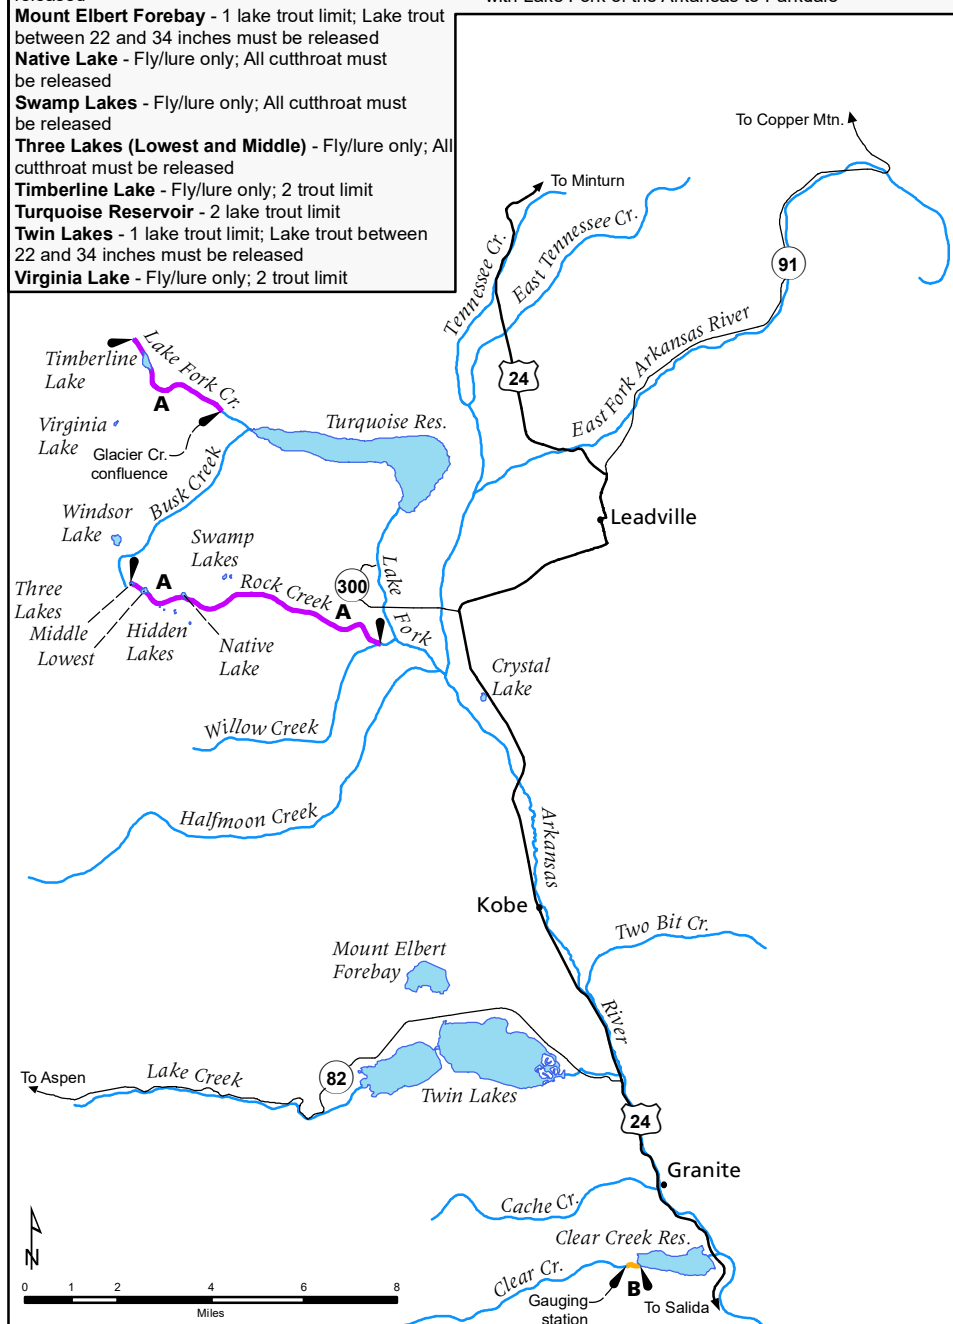 released
with Lake Fork of the Arkansas to Parkdale
Mount Elbert Forebay - 1 lake trout limit; Lake trout
between 22 and 34 inches must be released
Native Lake - Fly/lure only; All cutthroat must
be released
Swamp Lakes - Fly/lure only; All cutthroat must
be released
Three Lakes (Lowest and Middle) - Fly/lure only; All
cutthroat must be released
Timberline Lake - Fly/lure only; 2 trout limit
Turquoise Reservoir - 2 lake trout limit
Twin Lakes - 1 lake trout limit; Lake trout between
22 and 34 inches must be released
Virginia Lake - Fly/lure only; 2 trout limit
To Copper Mtn.
To Minturn
Tennessee Cr.
East Tennessee Cr.
91
24
East Fork Arkansas River
Lake Fork Cr.
Timberline
Lake
A
Virginia
Lake
Glacier Cr.
confluence
Turquoise Res.
Busk Creek
Windsor
Lake
Leadville
Swamp
Lakes
Three
Lakes
Middle
Lowest
A
Hidden
Lakes
Rock Creek
Native
Lake
300
A
Lake
Fork
Crystal
Lake
Willow Creek
Halfmoon Creek
Arkansas
Kobe
Two Bit Cr.
Mount Elbert
Forebay
River
To Aspen
Lake Creek
82
Twin Lakes
24
Granite
Cache Cr.
Clear Creek Res.
Clear Cr.
Gauging
station
B
To Salida
N
0 1 2 4 6 8
Miles